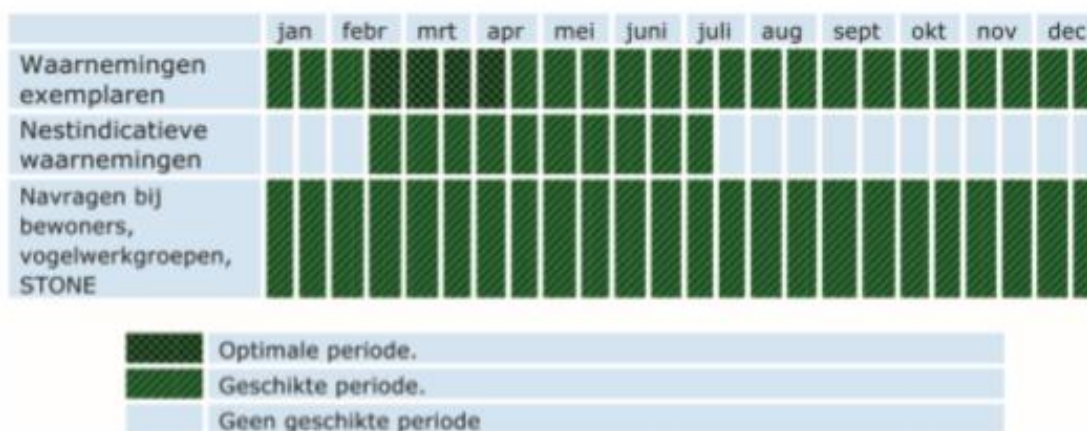 jan febr mrt apr mei juni juli aug sept okt nov dec
Waarnemingen
exemplaren
Nestindicatieve
waarnemingen
Navragen bij
bewoners,
vogelwerkgroepen,
STONE
Optimale periode.
Geschikte periode.
Geen geschikte periode